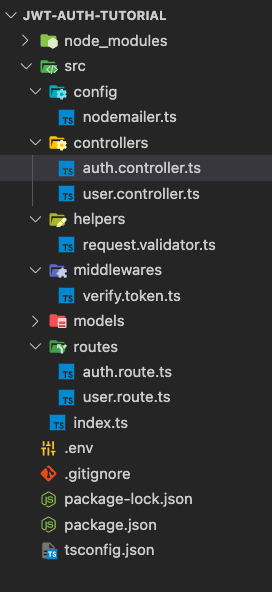 JWT-AUTH-TUTORIAL
node_modules
src
config
TS nodemailer.ts
controllers
TS auth.controller.ts
TS user.controller.ts
helpers
TS request.validator.ts
middlewares
TS verify.token.ts
models
routes
TS auth.route.ts
TS user.route.ts
TS index.ts
.env
.gitignore
JS package-lock.json
JS package.json
TS tsconfig.json